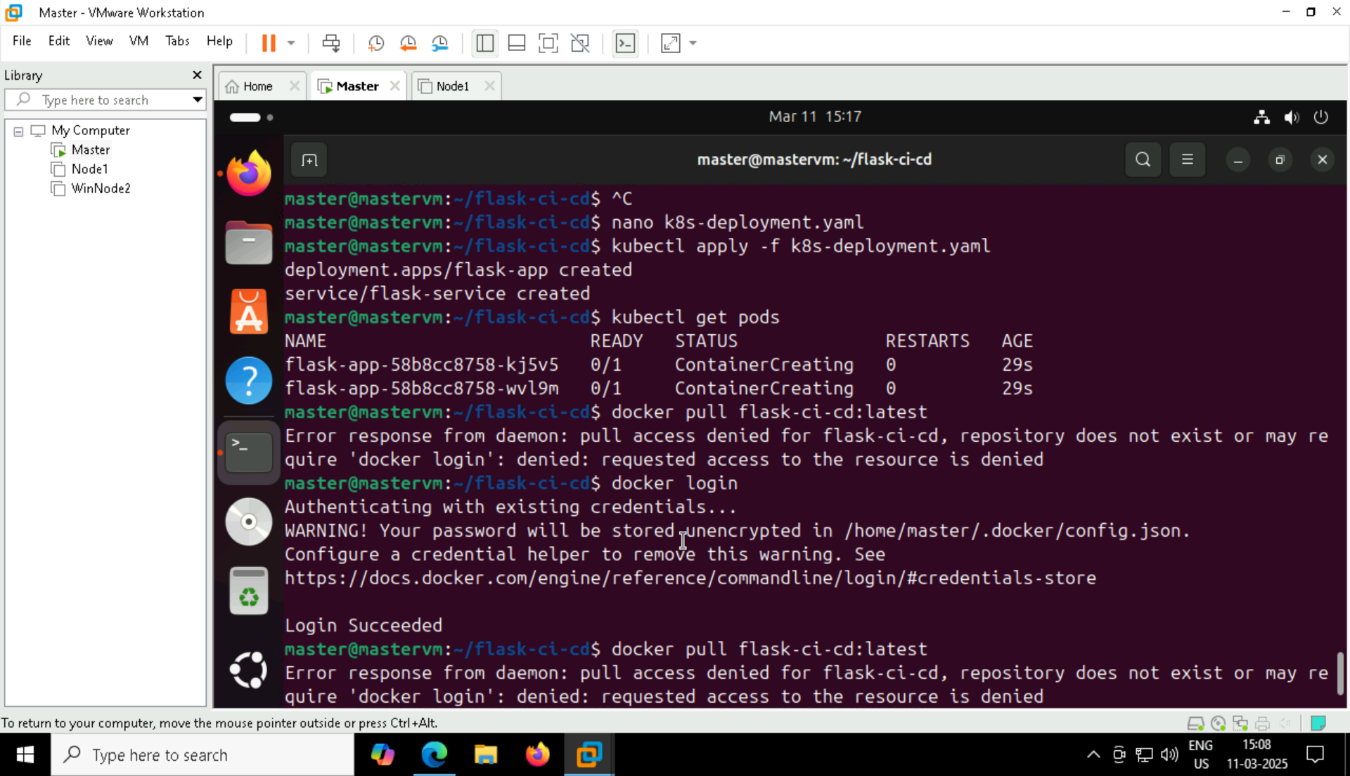 Master - VMware Workstation
File Edit View VM Tabs Help
Library
Type here to search
My Computer
Master
Node1
WinNode2
Home
Master
Node1
Mar 11 15:17
master@mastervm: ~/flask-ci-cd
master@mastervm:~/flask-ci-cd$ ^C
master@mastervm:~/flask-ci-cd$ nano k8s-deployment.yaml
master@mastervm:~/flask-ci-cd$ kubectl apply -f k8s-deployment.yaml
deployment.apps/flask-app created
service/flask-service created
master@mastervm:~/flask-ci-cd$ kubectl get pods
NAME READY STATUS RESTARTS AGE
flask-app-58b8cc8758-kj5v5 0/1 ContainerCreating 0 29s
flask-app-58b8cc8758-wvl9m 0/1 ContainerCreating 0 29s
master@mastervm:~/flask-ci-cd$ docker pull flask-ci-cd:latest
Error response from daemon: pull access denied for flask-ci-cd, repository does not exist or may re
quire 'docker login': denied: requested access to the resource is denied
master@mastervm:~/flask-ci-cd$ docker login
Authenticating with existing credentials...
WARNING! Your password will be stored unencrypted in /home/master/.docker/config.json.
Configure a credential helper to remove this warning. See
https://docs.docker.com/engine/reference/commandline/login/#credentials-store
Login Succeeded
master@mastervm:~/flask-ci-cd$ docker pull flask-ci-cd:latest
Error response from daemon: pull access denied for flask-ci-cd, repository does not exist or may re
quire 'docker login': denied: requested access to the resource is denied
To return to your computer, move the mouse pointer outside or press Ctrl+Alt.
Type here to search
ENG
US
15:08
11-03-2025